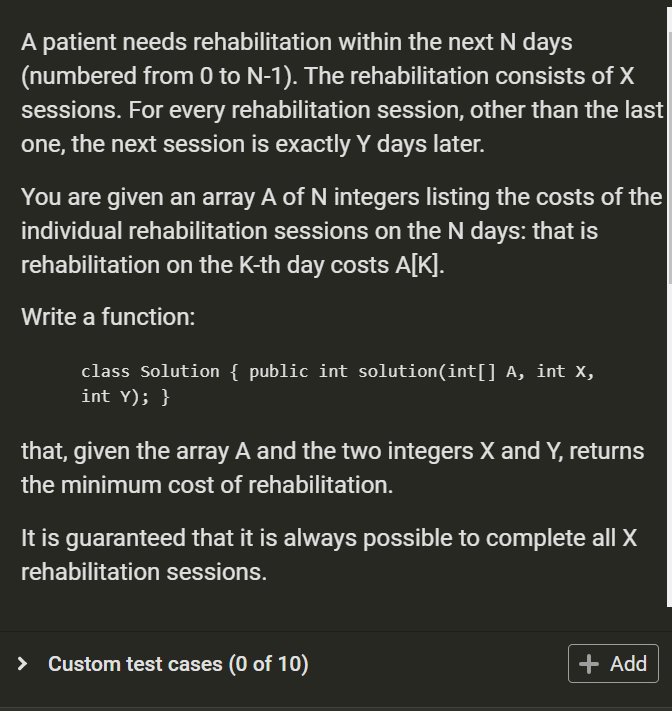 A patient needs rehabilitation within the next N days
(numbered from 0 to N-1). The rehabilitation consists of X
sessions. For every rehabilitation session, other than the last
one, the next session is exactly Y days later.
You are given an array A of N integers listing the costs of the
individual rehabilitation sessions on the N days: that is
rehabilitation on the K-th day costs A[K].
Write a function:
class Solution { public int solution(int[] A, int X,
int Y); }
that, given the array A and the two integers X and Y, returns
the minimum cost of rehabilitation.
It is guaranteed that it is always possible to complete all X
rehabilitation sessions.
Custom test cases (0 of 10)
+ Add